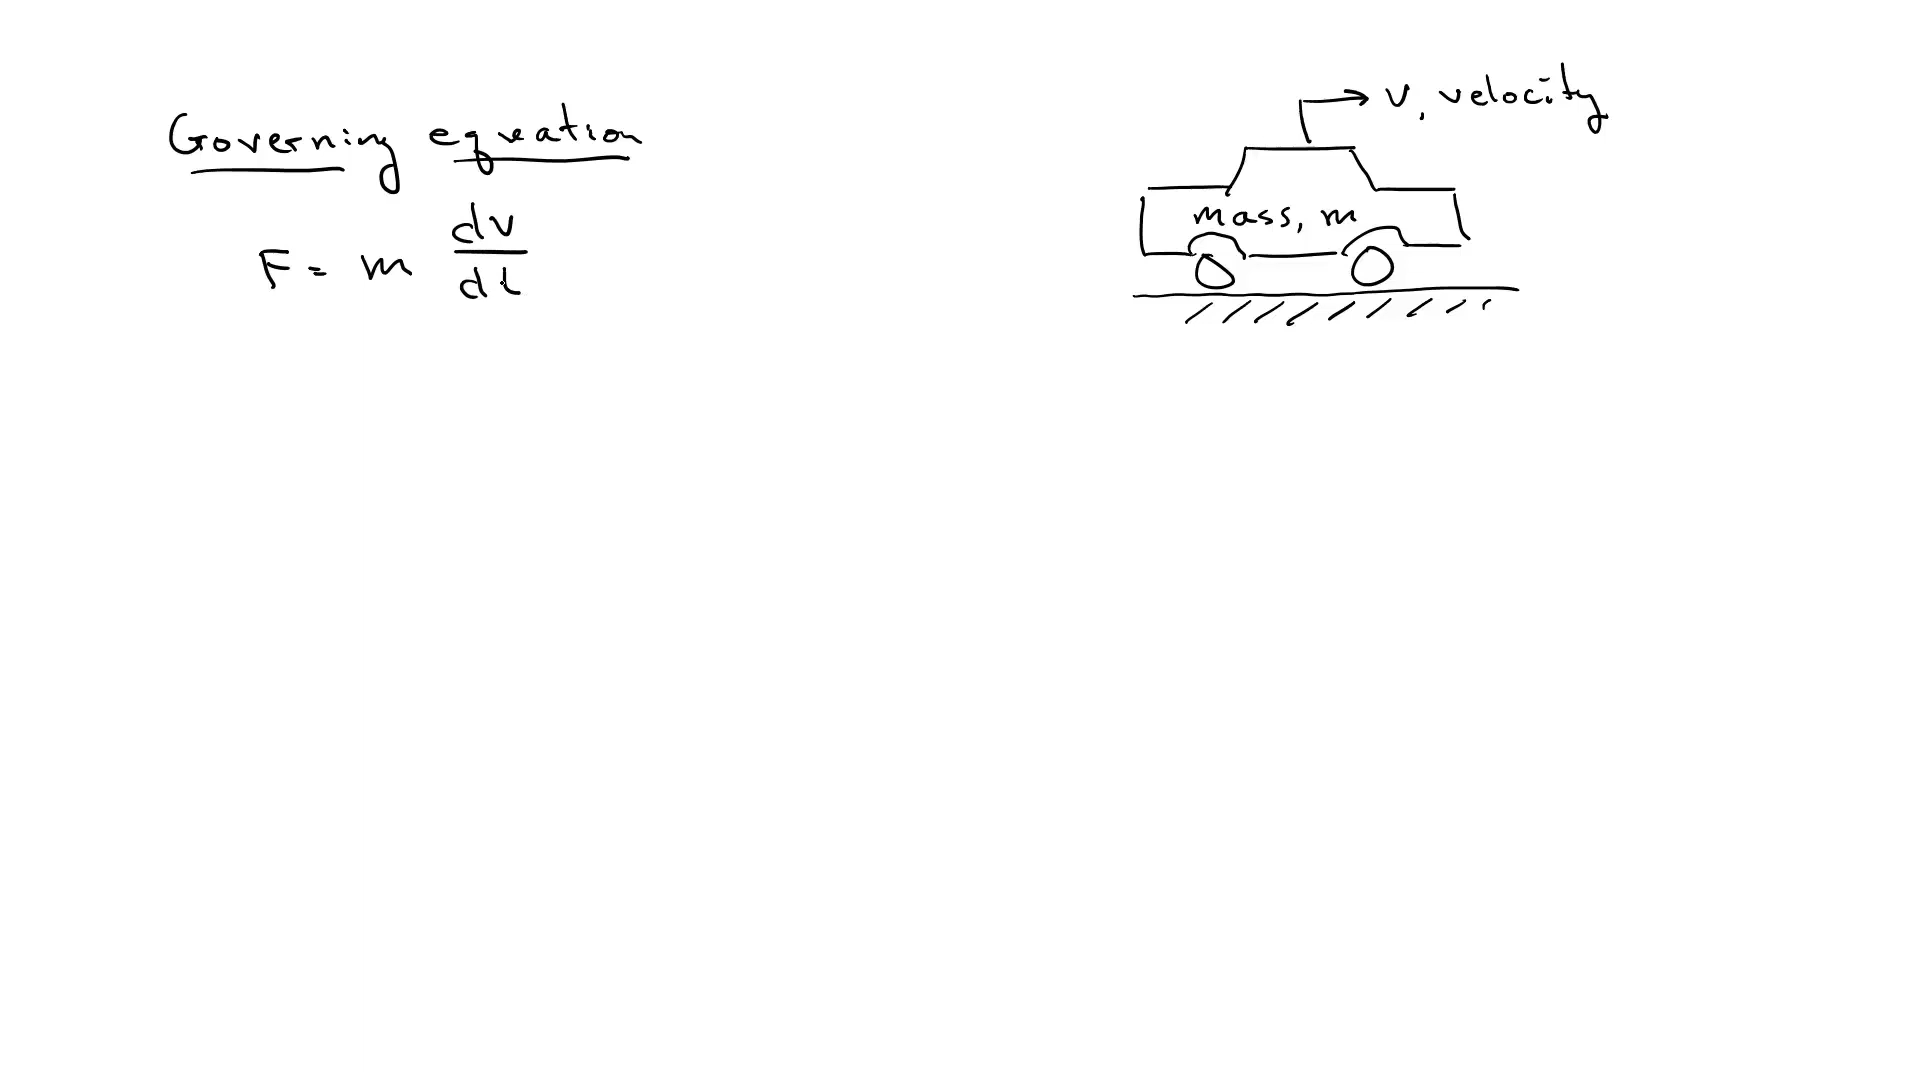 Governing equation
F = m dv/dt
v, velocity
mass, m